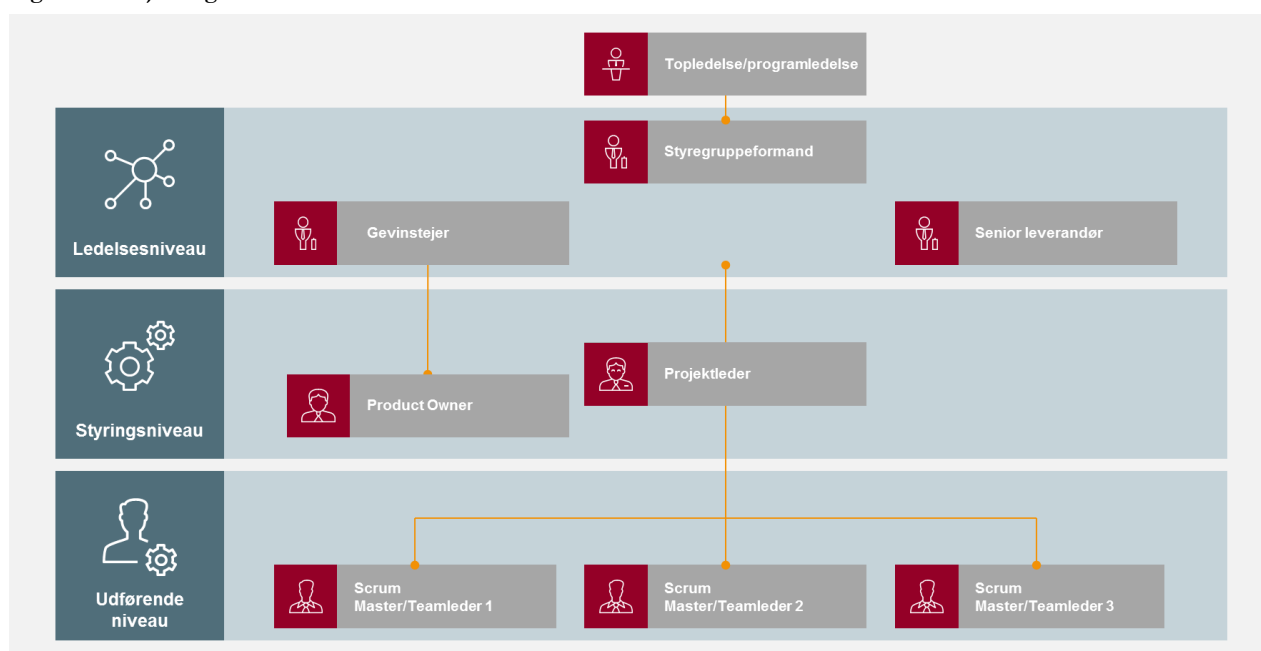 Topledelse/programledelse
Styregruppeformand
Ledelsesniveau
Gevinstejer
Senior leverandør
Styringsniveau
Projektleder
Product Owner
Udførende
niveau
Scrum
Master/Teamleder 1
Scrum
Master/Teamleder 2
Scrum
Master/Teamleder 3